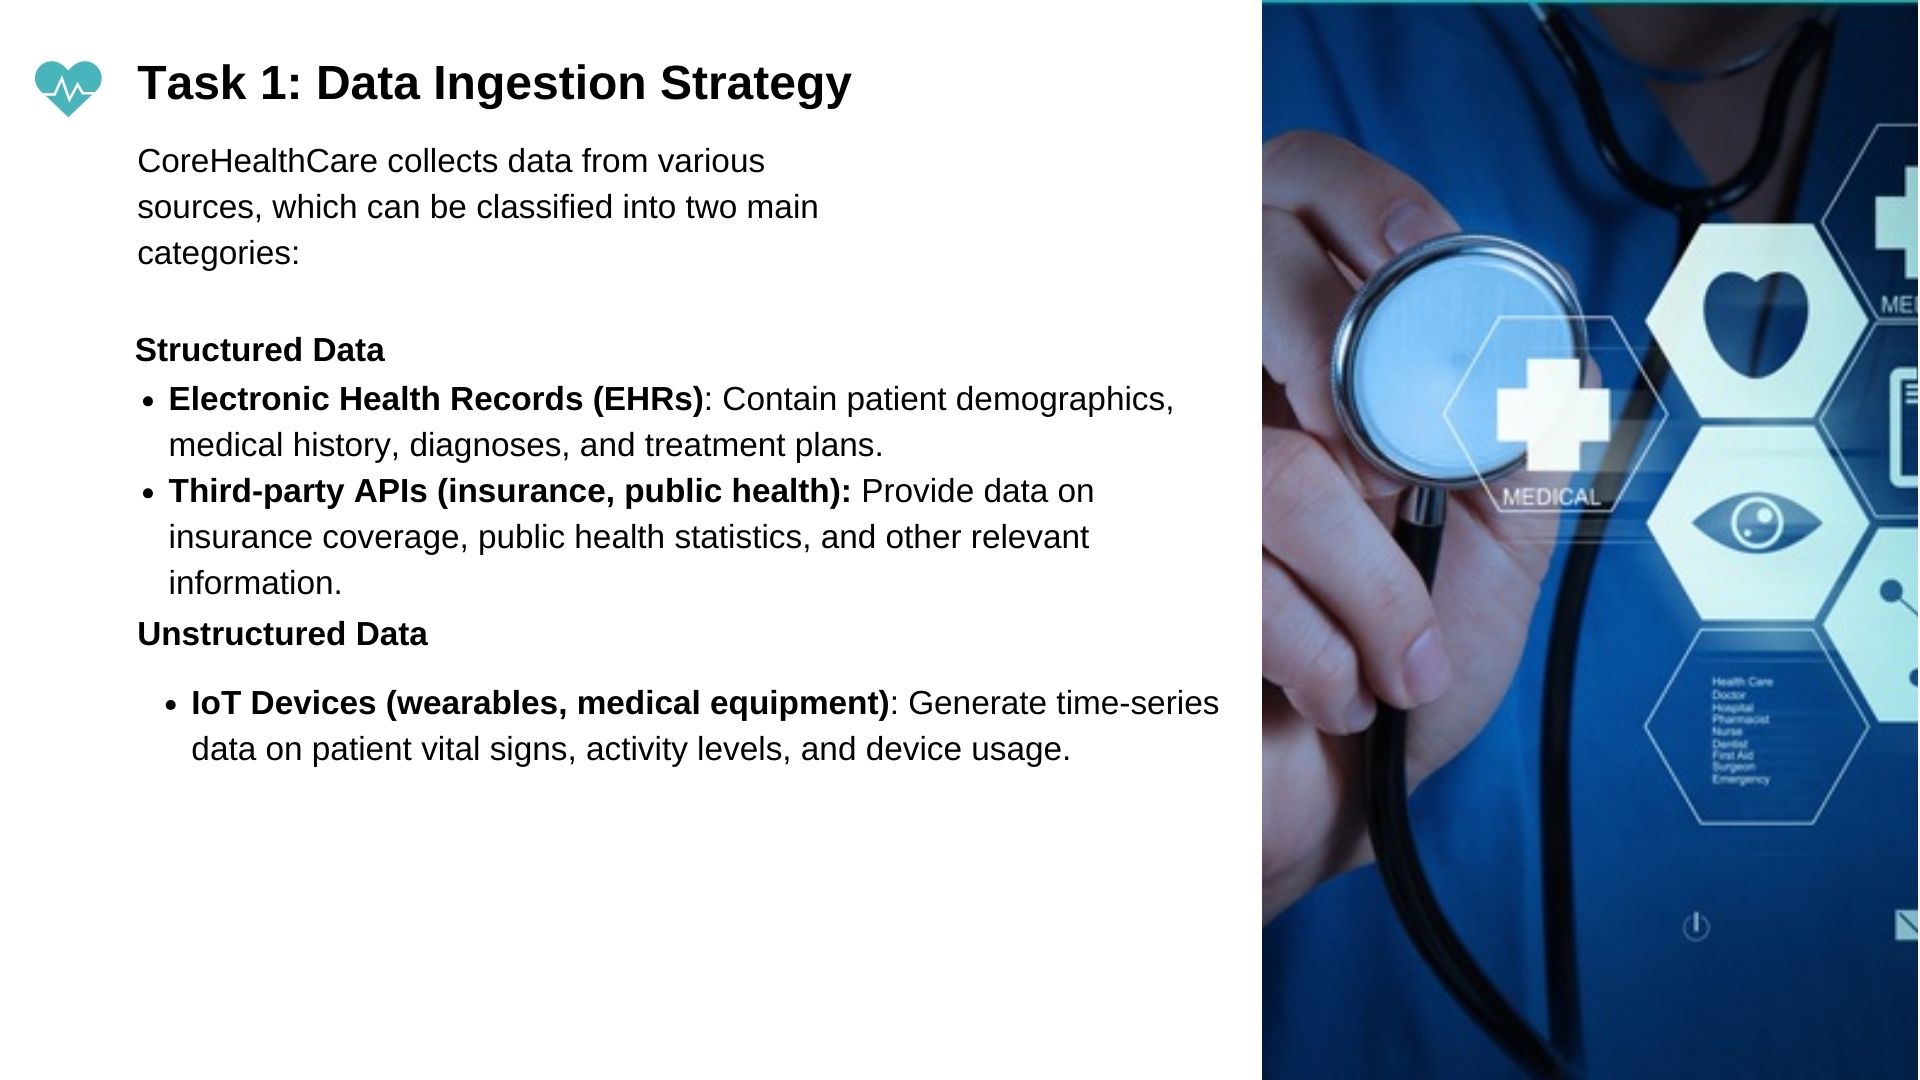 Task 1: Data Ingestion Strategy
CoreHealthCare collects data from various
sources, which can be classified into two main
categories:
Structured Data
• Electronic Health Records (EHRs): Contain patient demographics,
medical history, diagnoses, and treatment plans.
• Third-party APIs (insurance, public health): Provide data on
insurance coverage, public health statistics, and other relevant
information.
Unstructured Data
• IoT Devices (wearables, medical equipment): Generate time-series
data on patient vital signs, activity levels, and device usage.
MED
MEDICAL
Health Care
Doctor
Hospital
Pharmacist
Nurse
Dentist
First Aid
Surgeon
Emergency